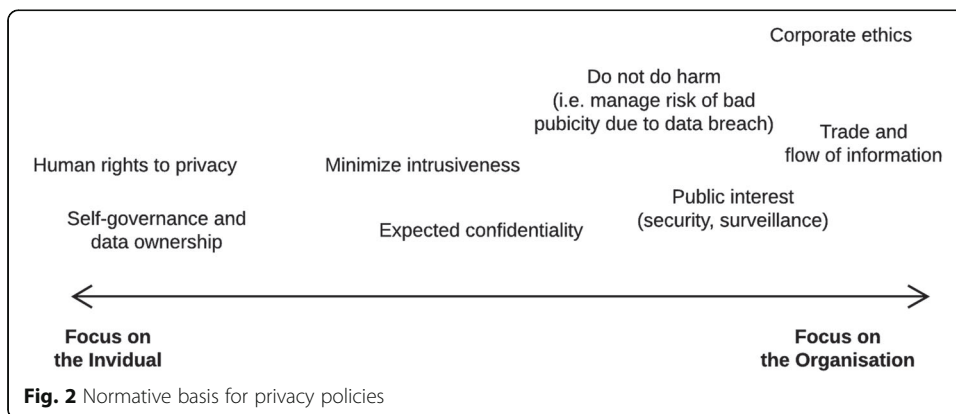 Corporate ethics
Do not do harm
(i.e. manage risk of bad
pubicity due to data breach)
Trade and
flow of information
Human rights to privacy
Minimize intrusiveness
Public interest
(security, surveillance)
Self-governance and
data ownership
Expected confidentiality
Focus on
the Invidual
Focus on
the Organisation
Fig. 2 Normative basis for privacy policies